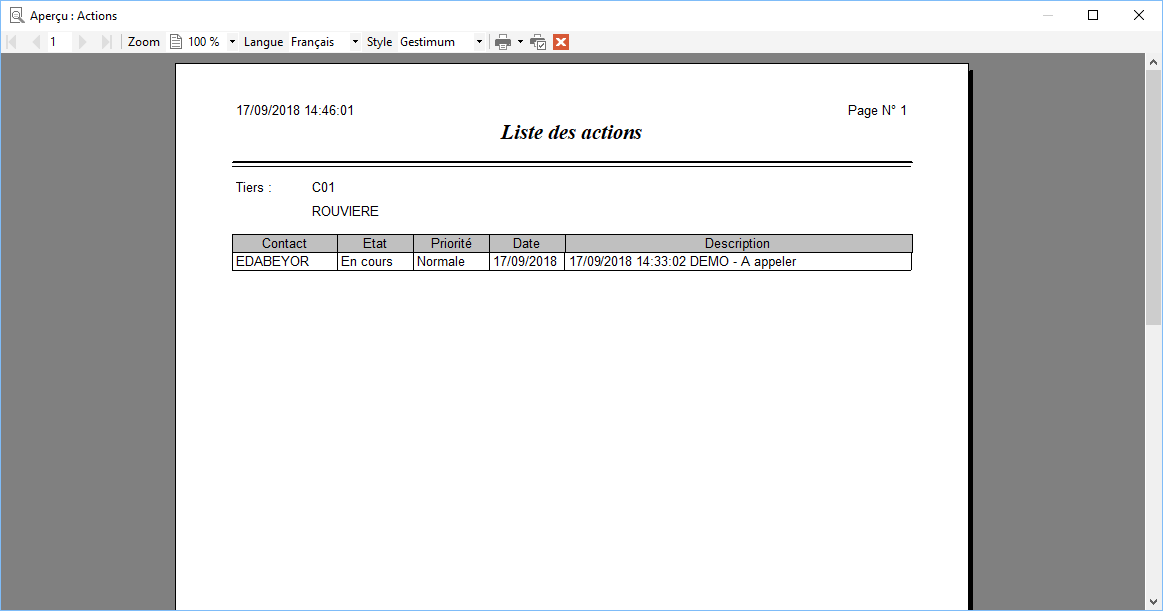 Aperçu : Actions
1 Zoom 100 % Langue Français Style Gestimum
17/09/2018 14:46:01 Page N° 1
Liste des actions
Tiers : C01
ROUVIERE
Contact Etat Priorité Date Description
EDABEYOR En cours Normale 17/09/2018 17/09/2018 14:33:02 DEMO - A appeler